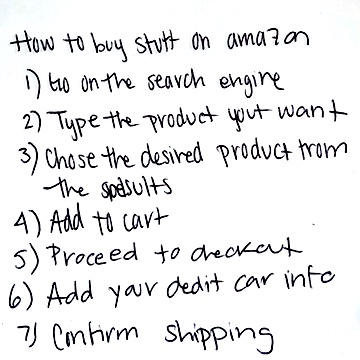 How to buy stuff on amazon
1) Go on the search engine
2) Type the product yout want
3) Chose the desired product from
the
4) Add to cart
5) Proceed to checkout
6) Add your dedit car info
7) Confirm shipping